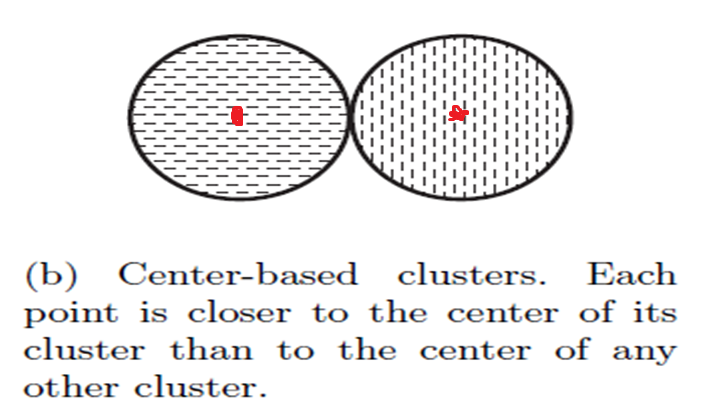 (b) Center-based clusters. Each
point is closer to the center of its
cluster than to the center of any
other cluster.